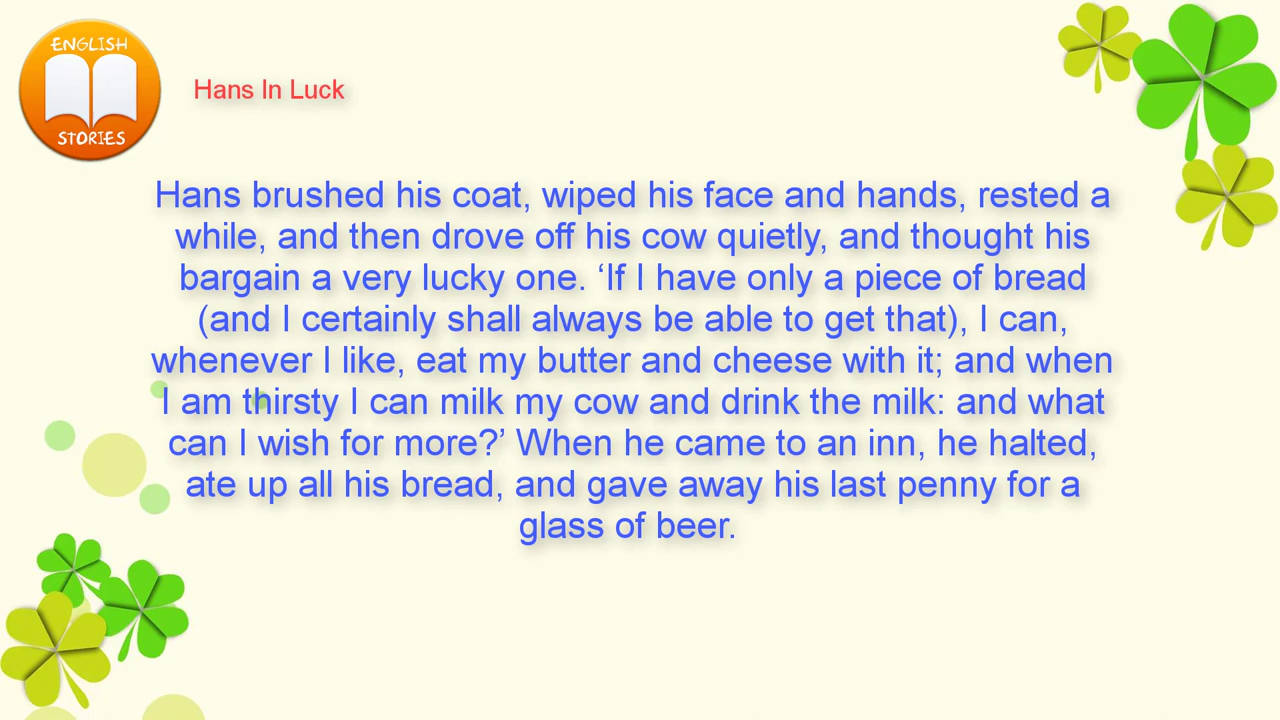 ENGLISH
STORIES
Hans In Luck
Hans brushed his coat, wiped his face and hands, rested a
while, and then drove off his cow quietly, and thought his
bargain a very lucky one. ‘If I have only a piece of bread
(and I certainly shall always be able to get that), I can,
whenever I like, eat my butter and cheese with it; and when
I am thirsty I can milk my cow and drink the milk: and what
can I wish for more?’ When he came to an inn, he halted,
ate up all his bread, and gave away his last penny for a
glass of beer.